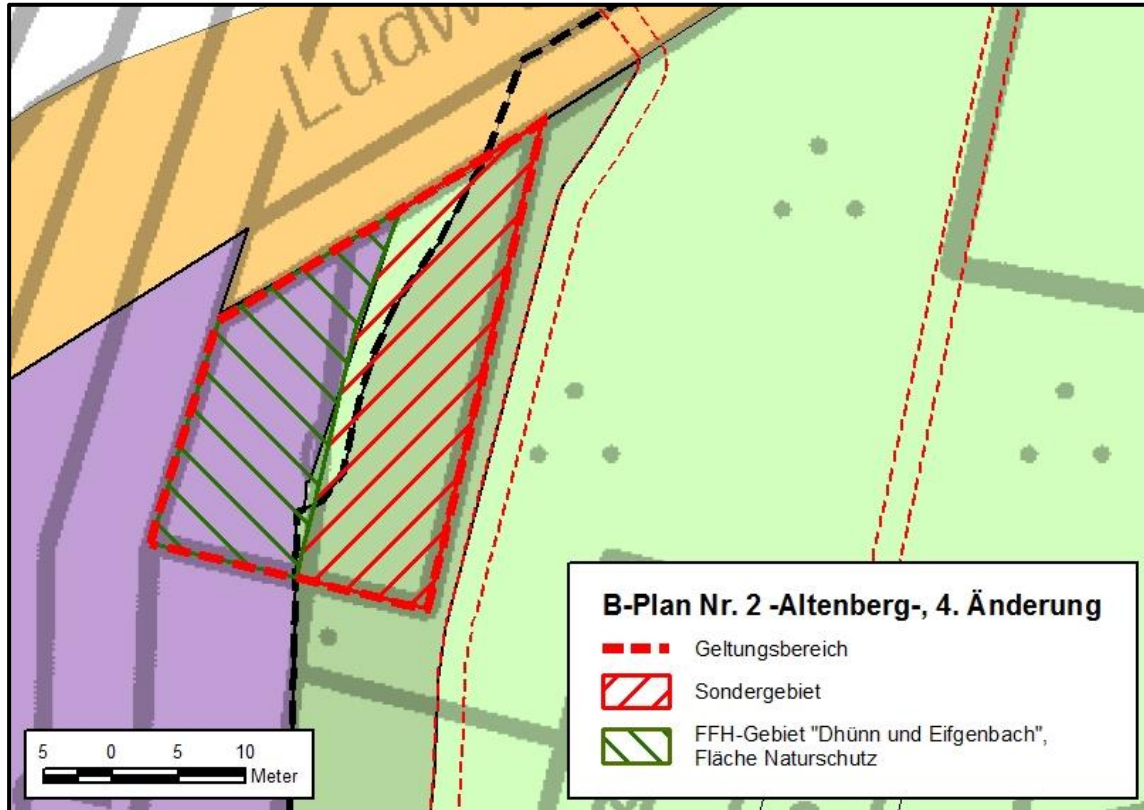 Ludw
B-Plan Nr. 2 -Altenberg-, 4. Änderung
Geltungsbereich
Sondergebiet
FFH-Gebiet "Dhünn und Eifgenbach",
Fläche Naturschutz
5 0 5 10
Meter